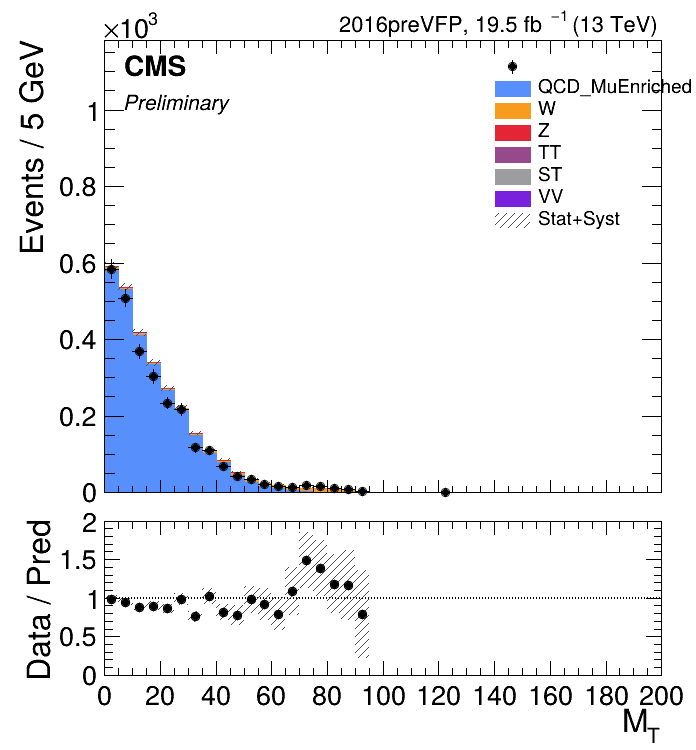 ×10³ 2016preVFP, 19.5 fb ⁻¹ (13 TeV)
CMS
Preliminary
QCD_MuEnriched
W
Z
TT
ST
VV
Stat+Syst
Events / 5 GeV
1
0.8
0.6
0.4
0.2
0
Data / Pred
2
1.5
1
0.5
0
0 20 40 60 80 100 120 140 160 180 200
M_T